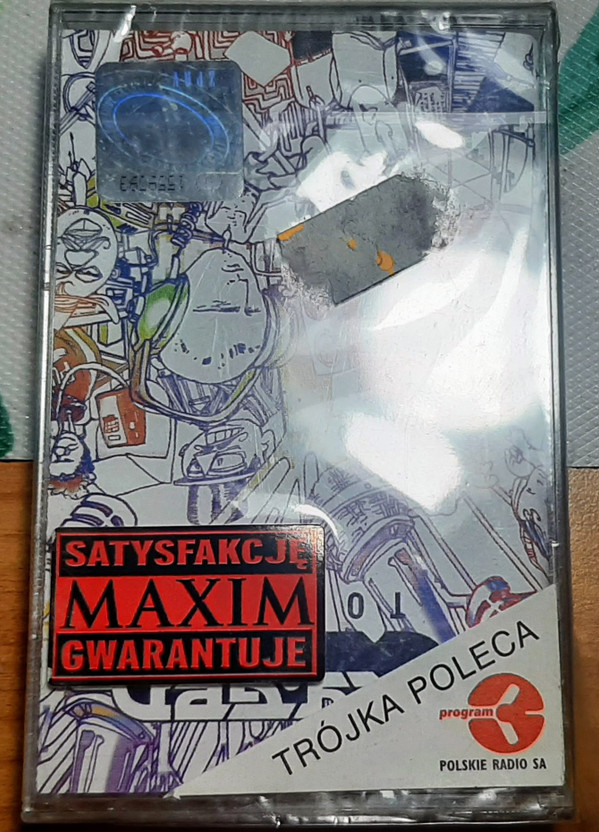 SATYSFAKCJĘ
MAXIM
GWARANTUJE
TRÓJKA POLECA
program
POLSKIE RADIO SA